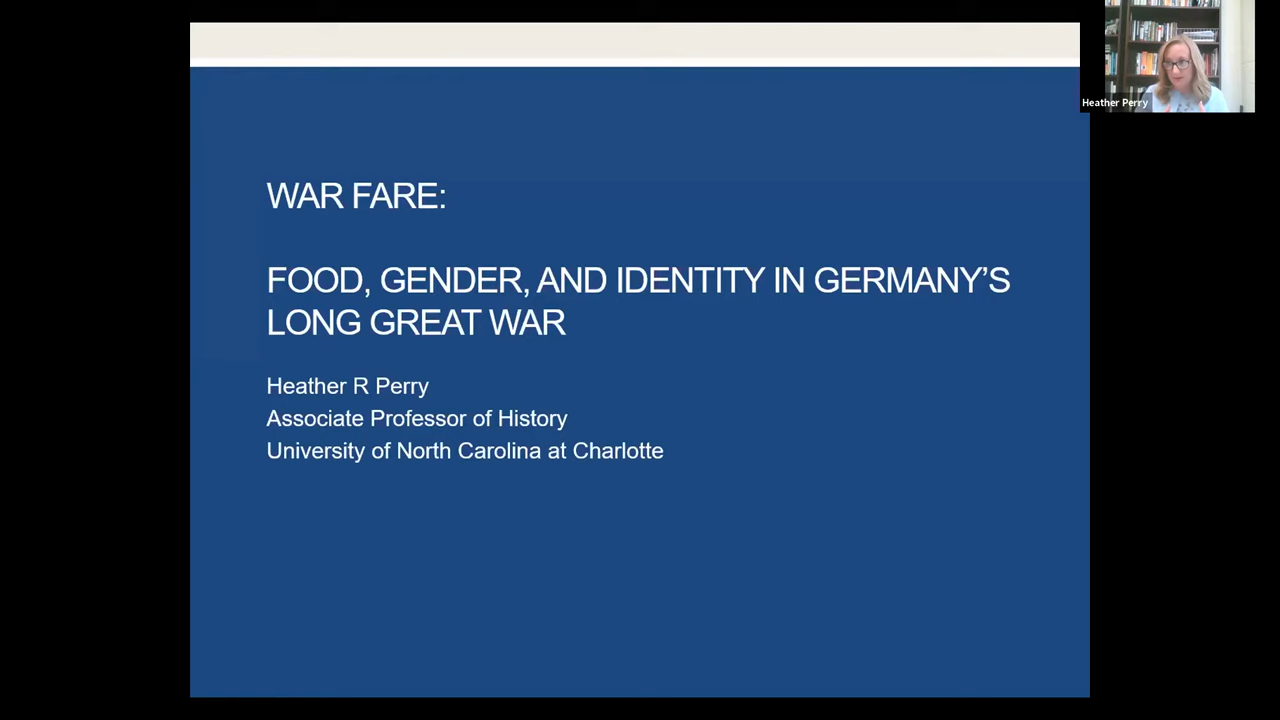 WAR FARE:
FOOD, GENDER, AND IDENTITY IN GERMANY'S
LONG GREAT WAR
Heather R Perry
Associate Professor of History
University of North Carolina at Charlotte
Heather Perry